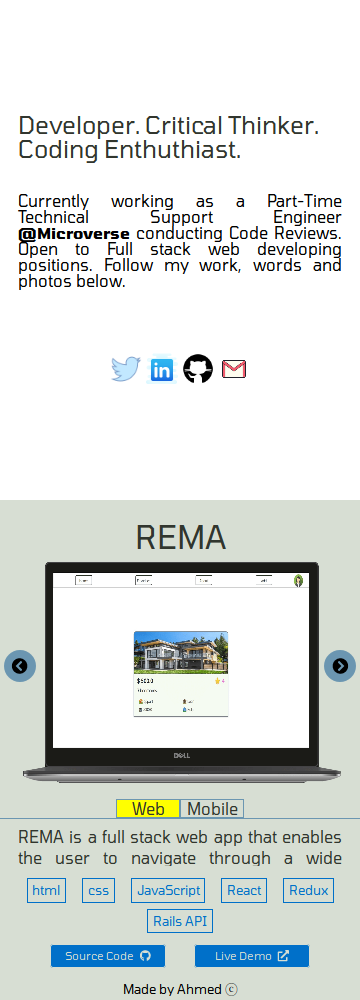 Developer. Critical Thinker.
Coding Enthuthiast.
Currently working as a Part-Time
Technical Support Engineer
@Microverse conducting Code Reviews.
Open to Full stack web developing
positions. Follow my work, words and
photos below.
in
REMA
DELL
Web Mobile
REMA is a full stack web app that enables
the user to navigate through a wide
html css JavaScript React Redux
Rails API
Source Code Live Demo
Made by Ahmed ©